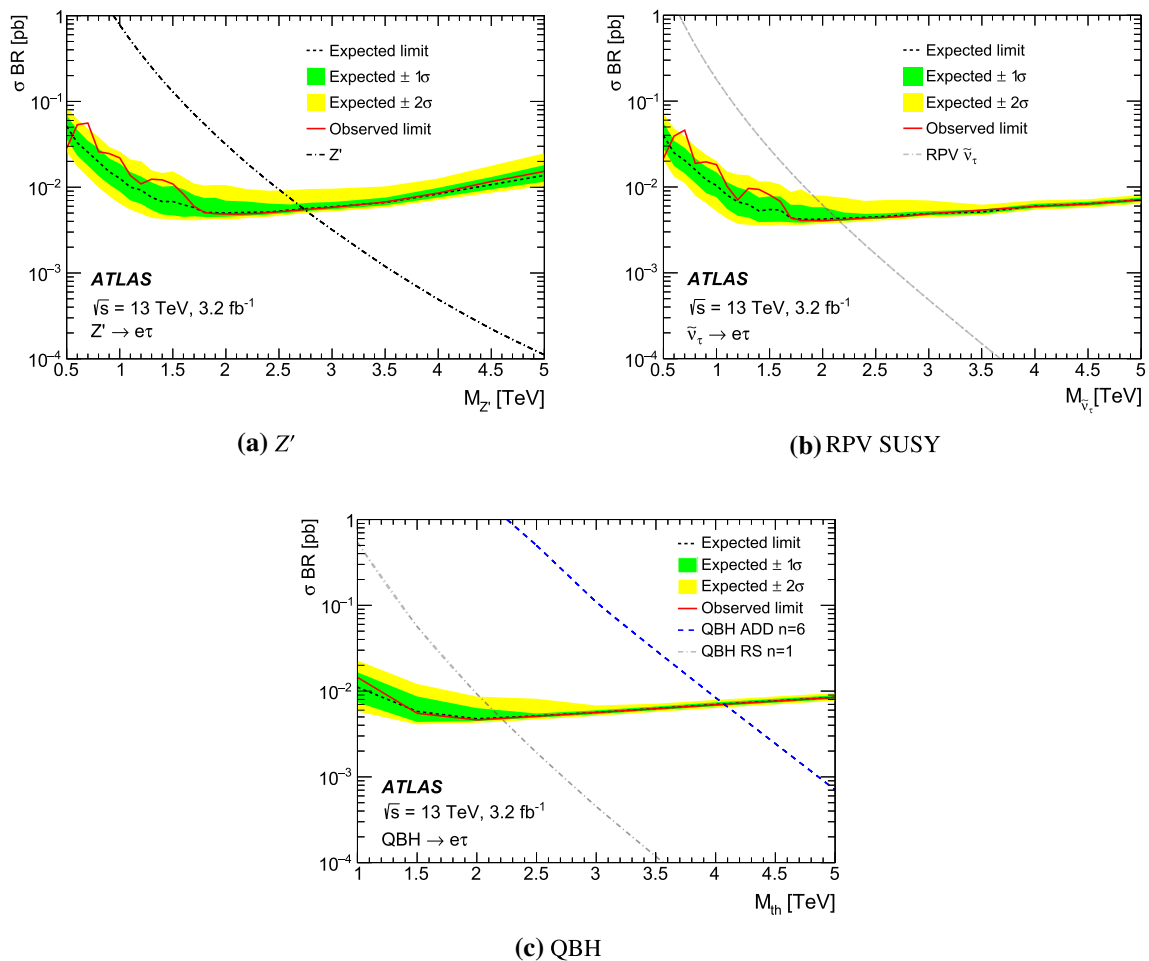 σ BR [pb]
1
10⁻¹
10⁻²
10⁻³
10⁻⁴
Expected limit
Expected ± 1σ
Expected ± 2σ
Observed limit
Z'
ATLAS
√s = 13 TeV, 3.2 fb⁻¹
Z' → eτ
0.5 1 1.5 2 2.5 3 3.5 4 4.5 5
M_Z' [TeV]
(a) Z′
σ BR [pb]
1
10⁻¹
10⁻²
10⁻³
10⁻⁴
Expected limit
Expected ± 1σ
Expected ± 2σ
Observed limit
RPV ν̃_τ
ATLAS
√s = 13 TeV, 3.2 fb⁻¹
ν̃_τ → eτ
0.5 1 1.5 2 2.5 3 3.5 4 4.5 5
M_ν̃_τ [TeV]
(b) RPV SUSY
σ BR [pb]
1
10⁻¹
10⁻²
10⁻³
10⁻⁴
Expected limit
Expected ± 1σ
Expected ± 2σ
Observed limit
QBH ADD n=6
QBH RS n=1
ATLAS
√s = 13 TeV, 3.2 fb⁻¹
QBH → eτ
1 1.5 2 2.5 3 3.5 4 4.5 5
M_th [TeV]
(c) QBH